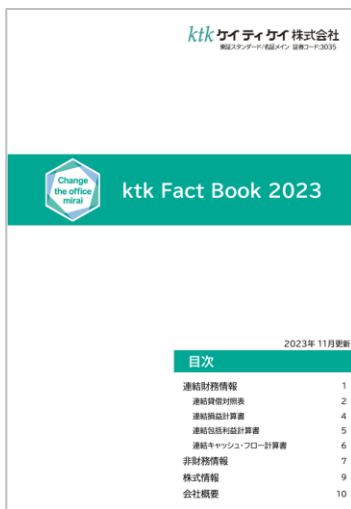 ktk ケイティケイ株式会社
東証スタンダード/名証メイン 証券コード:3035
Change
the office
mirai
ktk Fact Book 2023
2023年11月更新
目次
連結財務情報 1
連結貸借対照表 2
連結損益計算書 4
連結包括利益計算書 5
連結キャッシュ・フロー計算書 6
非財務情報 7
株式情報 9
会社概要 10